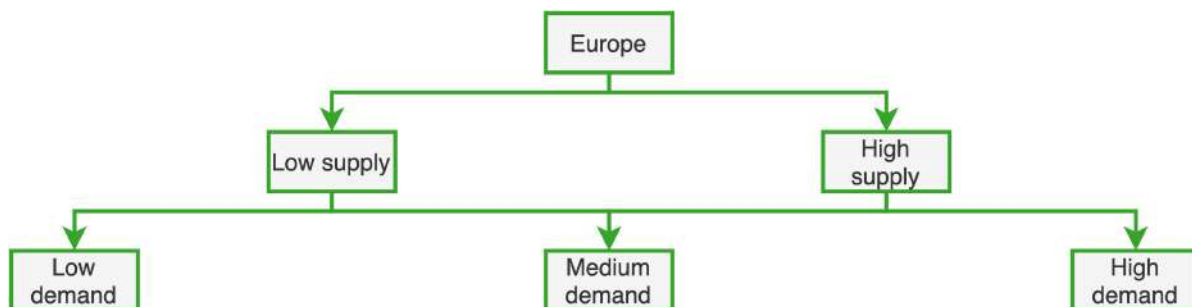 Europe
Low supply
High
supply
Low
demand
Medium
demand
High
demand